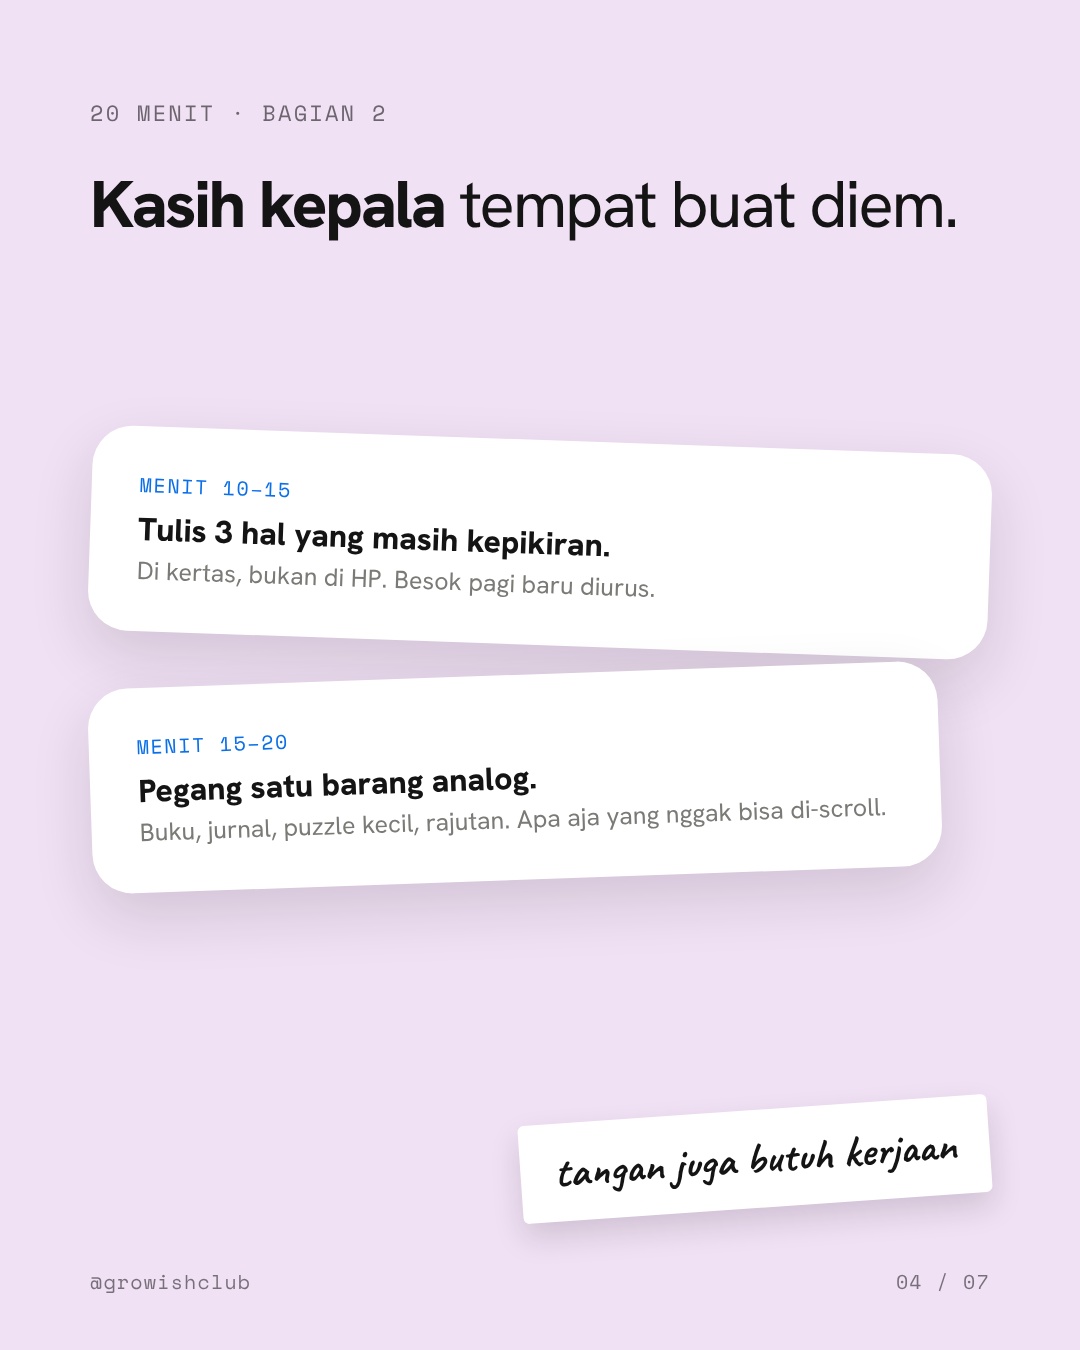 20 MENIT · BAGIAN 2
Kasih kepala tempat buat diem.
MENIT 10–15
Tulis 3 hal yang masih kepikiran.
Di kertas, bukan di HP. Besok pagi baru diurus.
MENIT 15–20
Pegang satu barang analog.
Buku, jurnal, puzzle kecil, rajutan. Apa aja yang nggak bisa di-scroll.
tangan juga butuh kerjaan
@growishclub
04 / 07